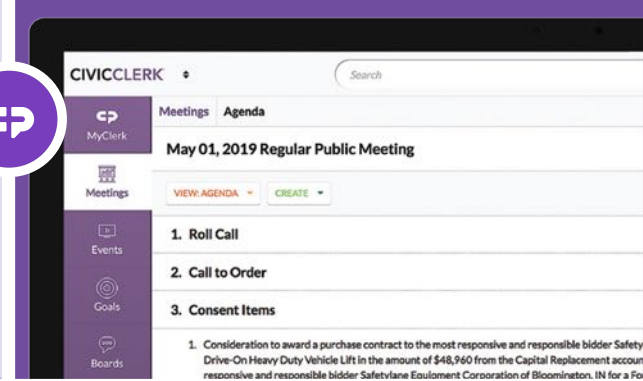 CIVICCLERK
Search
MyClerk
Meetings
Events
Goals
Boards
Meetings Agenda
May 01, 2019 Regular Public Meeting
VIEW: AGENDA CREATE
1. Roll Call
2. Call to Order
3. Consent Items
1. Consideration to award a purchase contract to the most responsive and responsible bidder Safety
Drive-On Heavy Duty Vehicle Lift in the amount of $48,960 from the Capital Replacement accoun
responsive and responsible bidder Safetylane Equipment Corporation of Bloomington, IN for a Fo